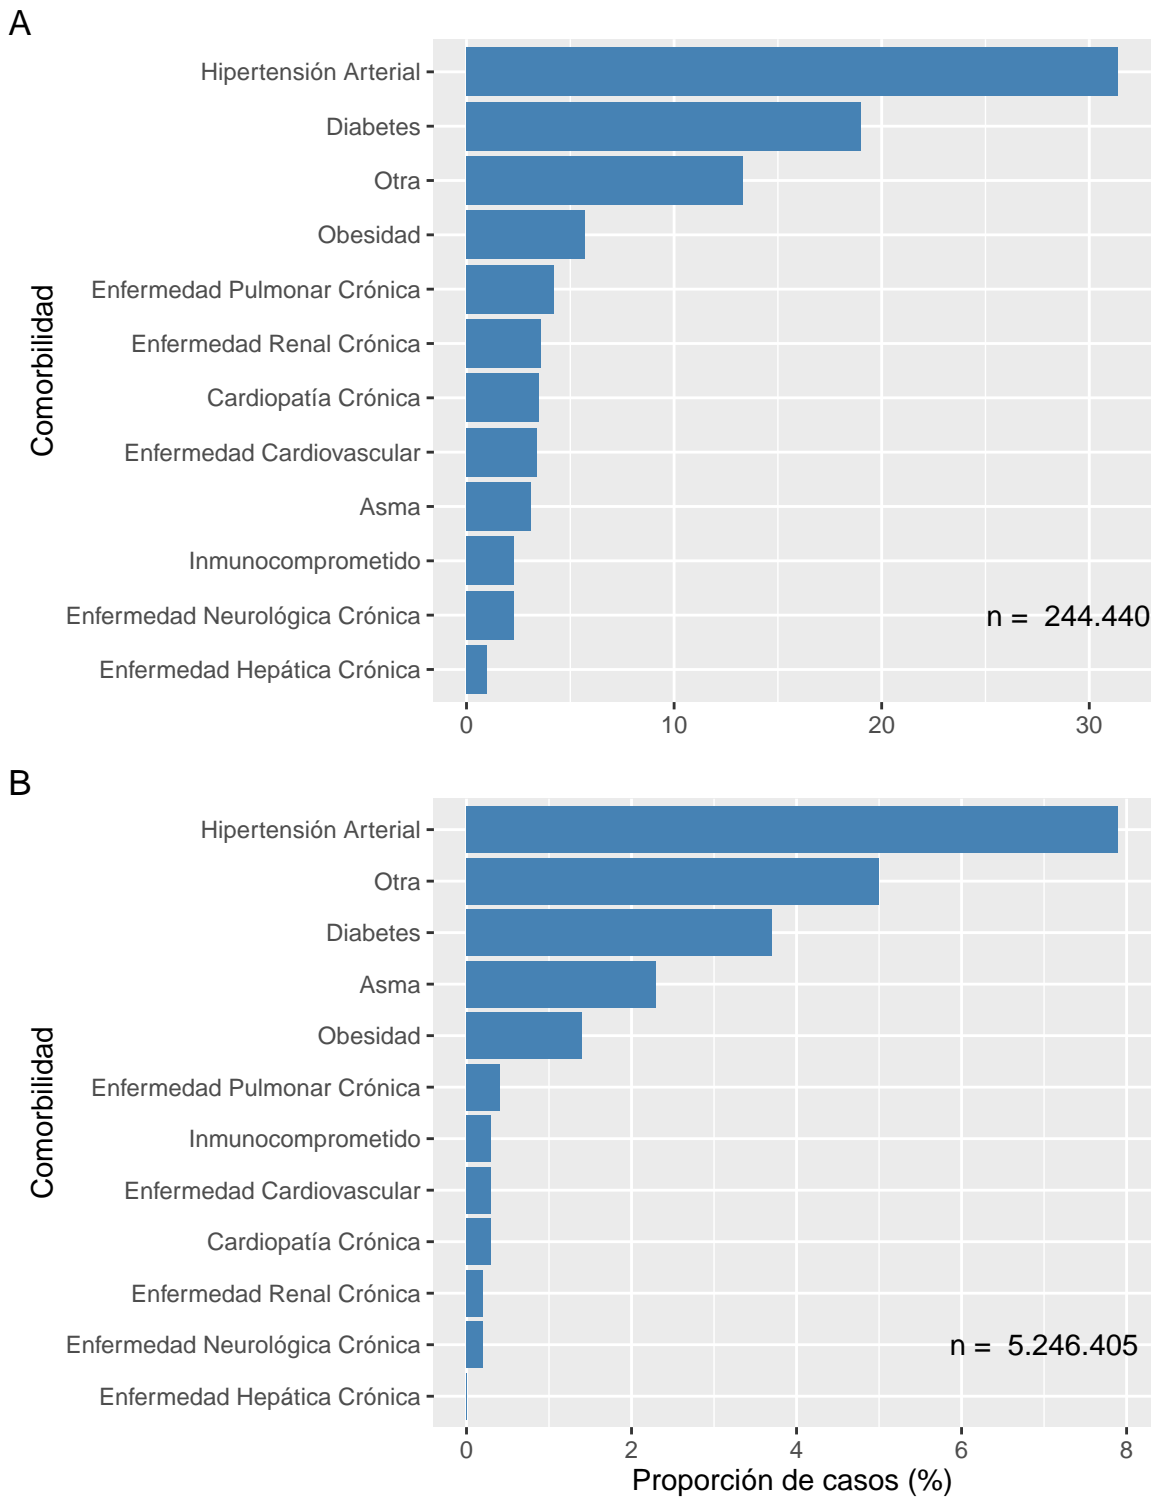 A
Comorbilidad
Hipertensión Arterial
Diabetes
Otra
Obesidad
Enfermedad Pulmonar Crónica
Enfermedad Renal Crónica
Cardiopatía Crónica
Enfermedad Cardiovascular
Asma
Inmunocomprometido
Enfermedad Neurológica Crónica
Enfermedad Hepática Crónica
n =  244.440
0 10 20 30
B
Comorbilidad
Hipertensión Arterial
Otra
Diabetes
Asma
Obesidad
Enfermedad Pulmonar Crónica
Inmunocomprometido
Enfermedad Cardiovascular
Cardiopatía Crónica
Enfermedad Renal Crónica
Enfermedad Neurológica Crónica
Enfermedad Hepática Crónica
n =  5.246.405
0 2 4 6 8
Proporción de casos (%)